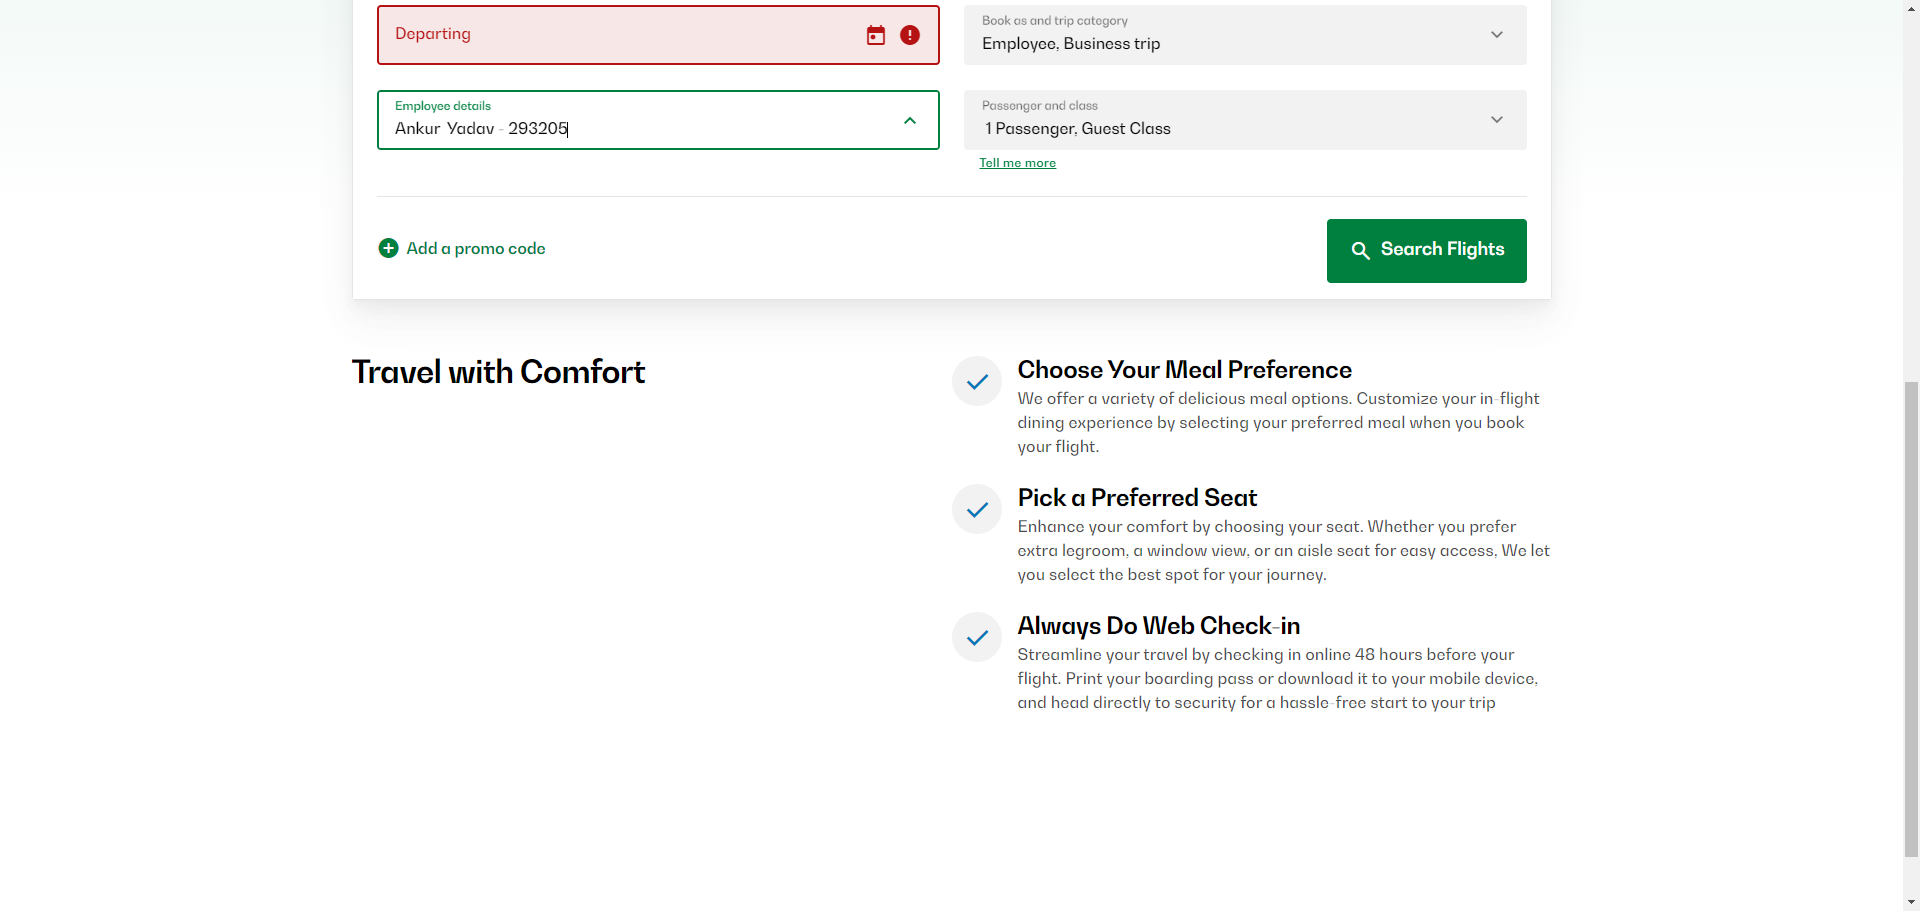 Departing
Book as and trip category
Employee, Business trip
Employee details
Ankur Yadav - 293205
Passenger and class
1 Passenger, Guest Class
Tell me more
Add a promo code
Search Flights
Travel with Comfort
Choose Your Meal Preference
We offer a variety of delicious meal options. Customize your in-flight
dining experience by selecting your preferred meal when you book
your flight.
Pick a Preferred Seat
Enhance your comfort by choosing your seat. Whether you prefer
extra legroom, a window view, or an aisle seat for easy access, We let
you select the best spot for your journey.
Always Do Web Check-in
Streamline your travel by checking in online 48 hours before your
flight. Print your boarding pass or download it to your mobile device,
and head directly to security for a hassle-free start to your trip